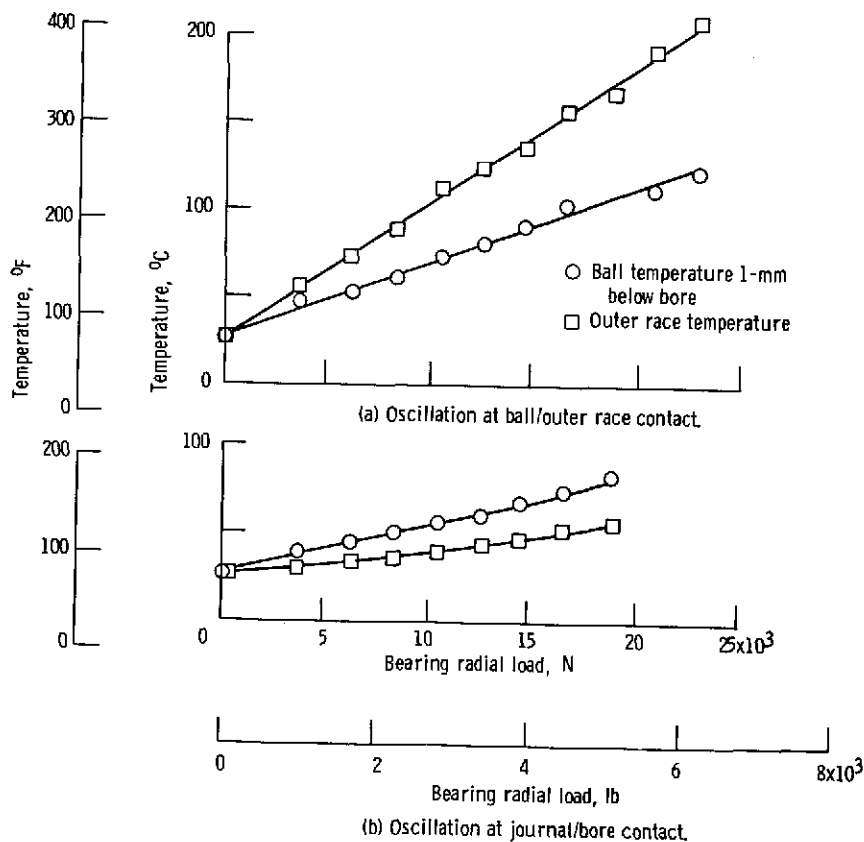 400
300
200
100
0
Temperature, °F
200
100
0
Temperature, °C
Ball temperature 1-mm
below bore
Outer race temperature
(a) Oscillation at ball/outer race contact.
200
100
0
100
0
5
10
15
20
25x10³
Bearing radial load, N
0
2
4
6
8x10³
Bearing radial load, lb
(b) Oscillation at journal/bore contact.